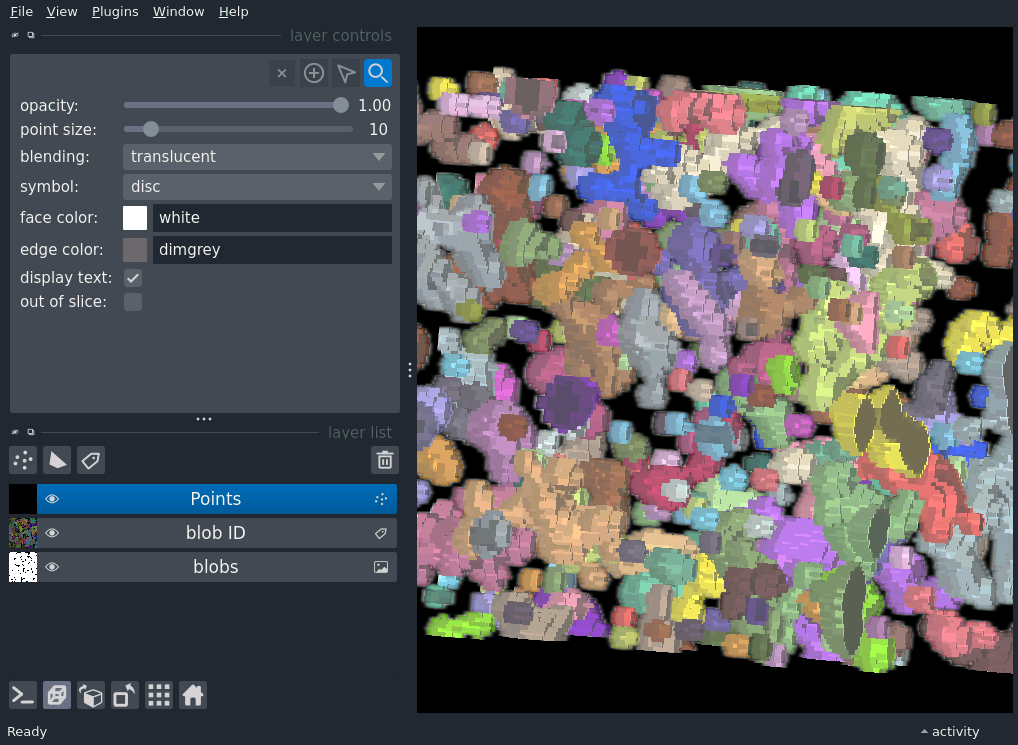 File View Plugins Window Help
layer controls
opacity: 1.00
point size: 10
blending: translucent
symbol: disc
face color: white
edge color: dimgrey
display text:
out of slice:
layer list
Points
blob ID
blobs
Ready activity